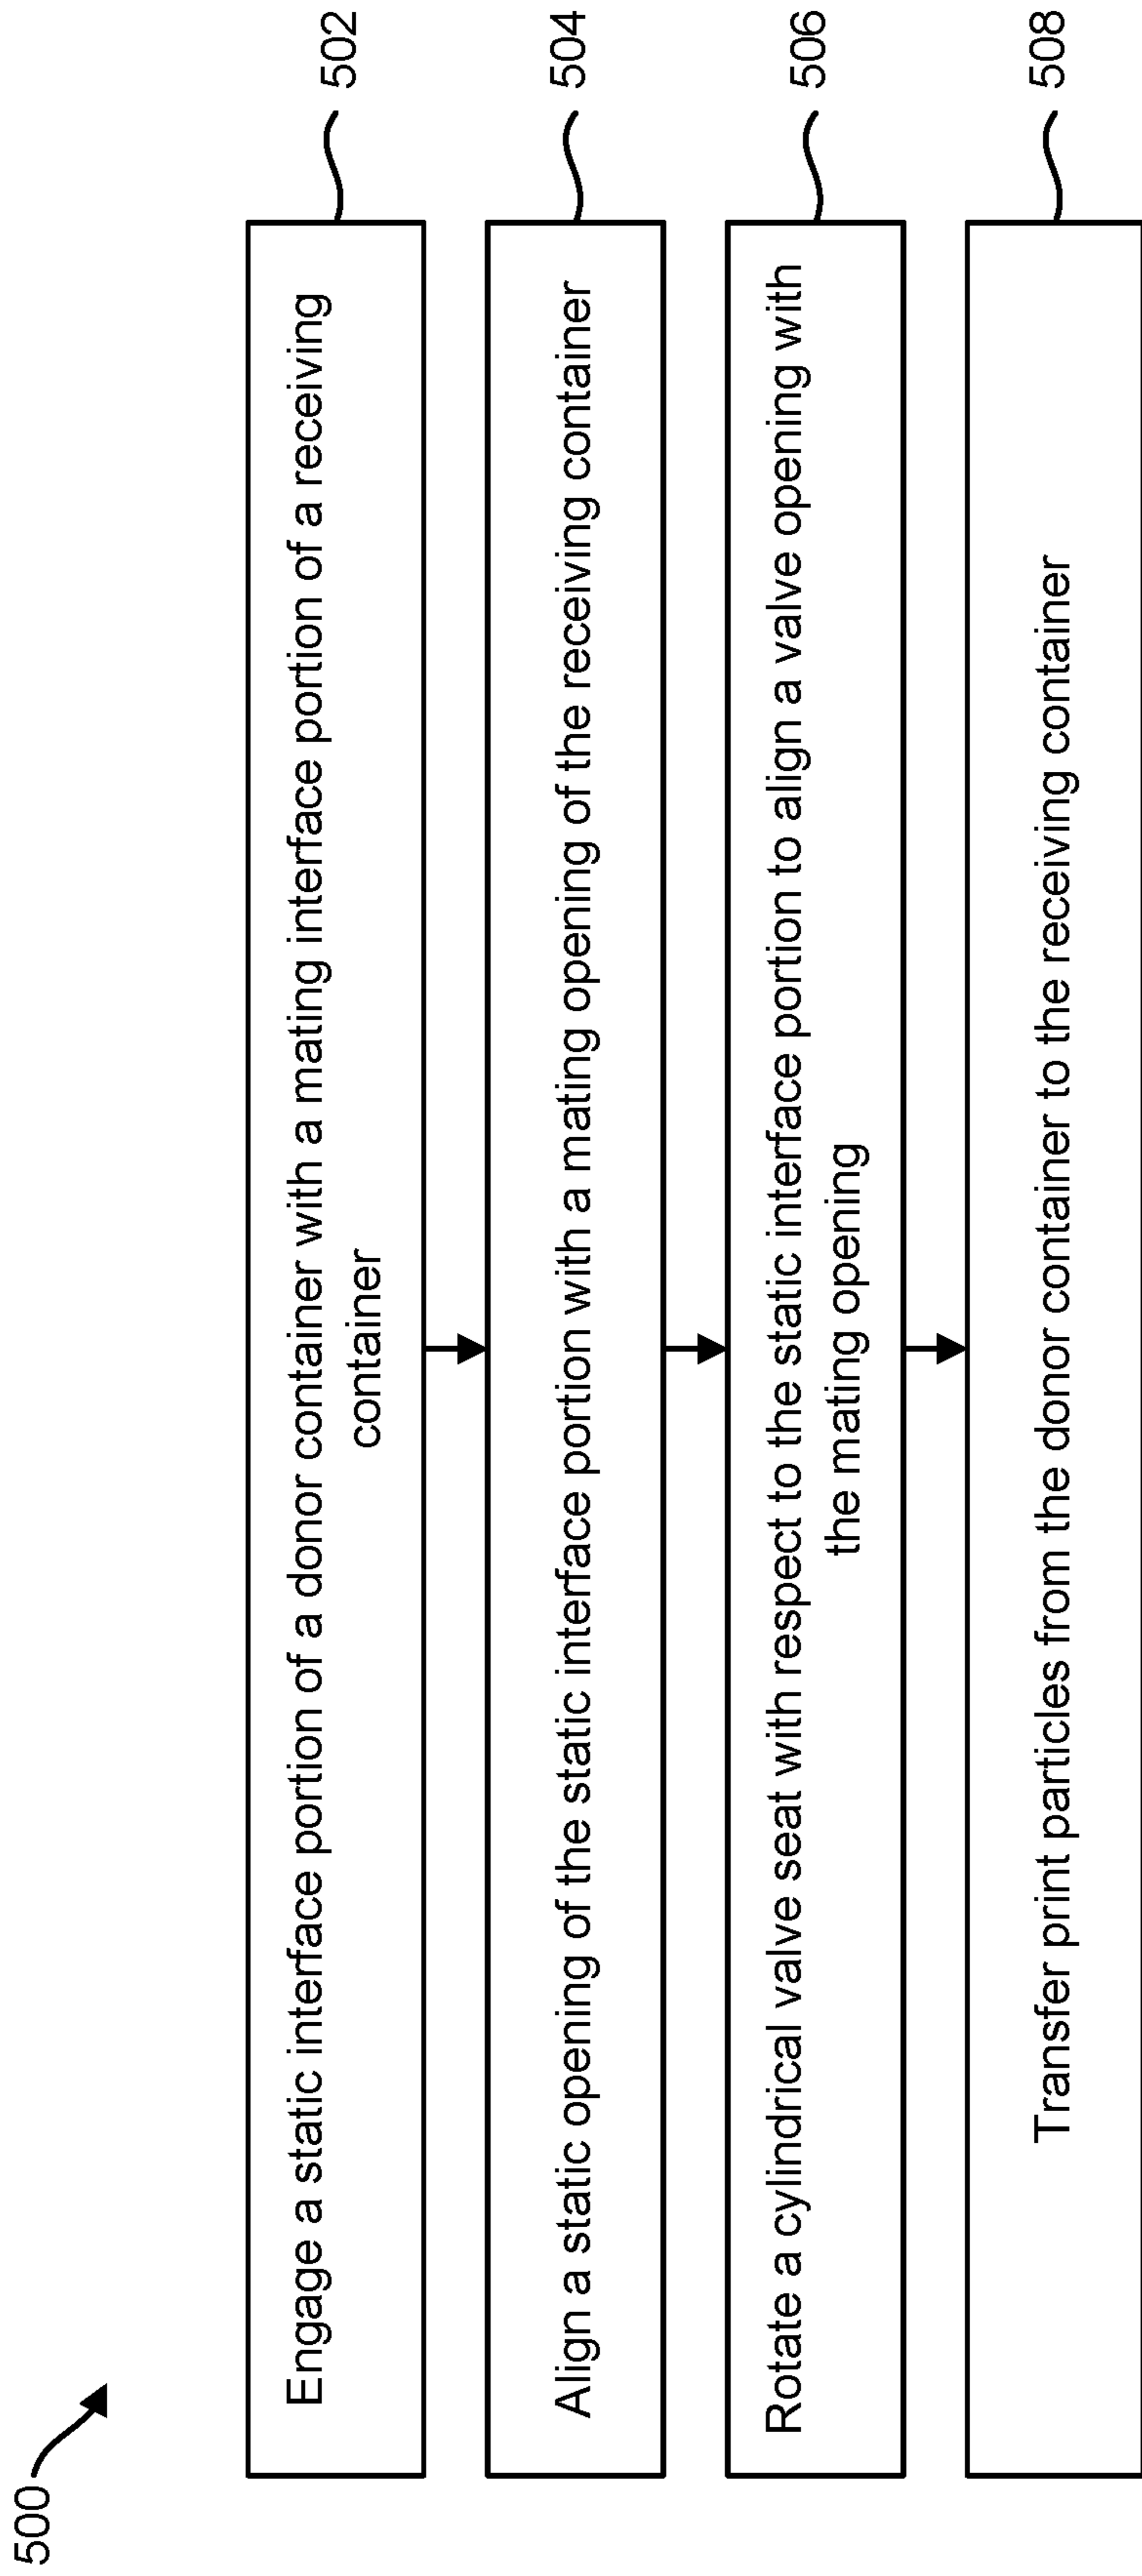 500
Engage a static interface portion of a donor container with a mating interface portion of a receiving
container
502
Align a static opening of the static interface portion with a mating opening of the receiving container
504
Rotate a cylindrical valve seat with respect to the static interface portion to align a valve opening with
the mating opening
506
Transfer print particles from the donor container to the receiving container
508